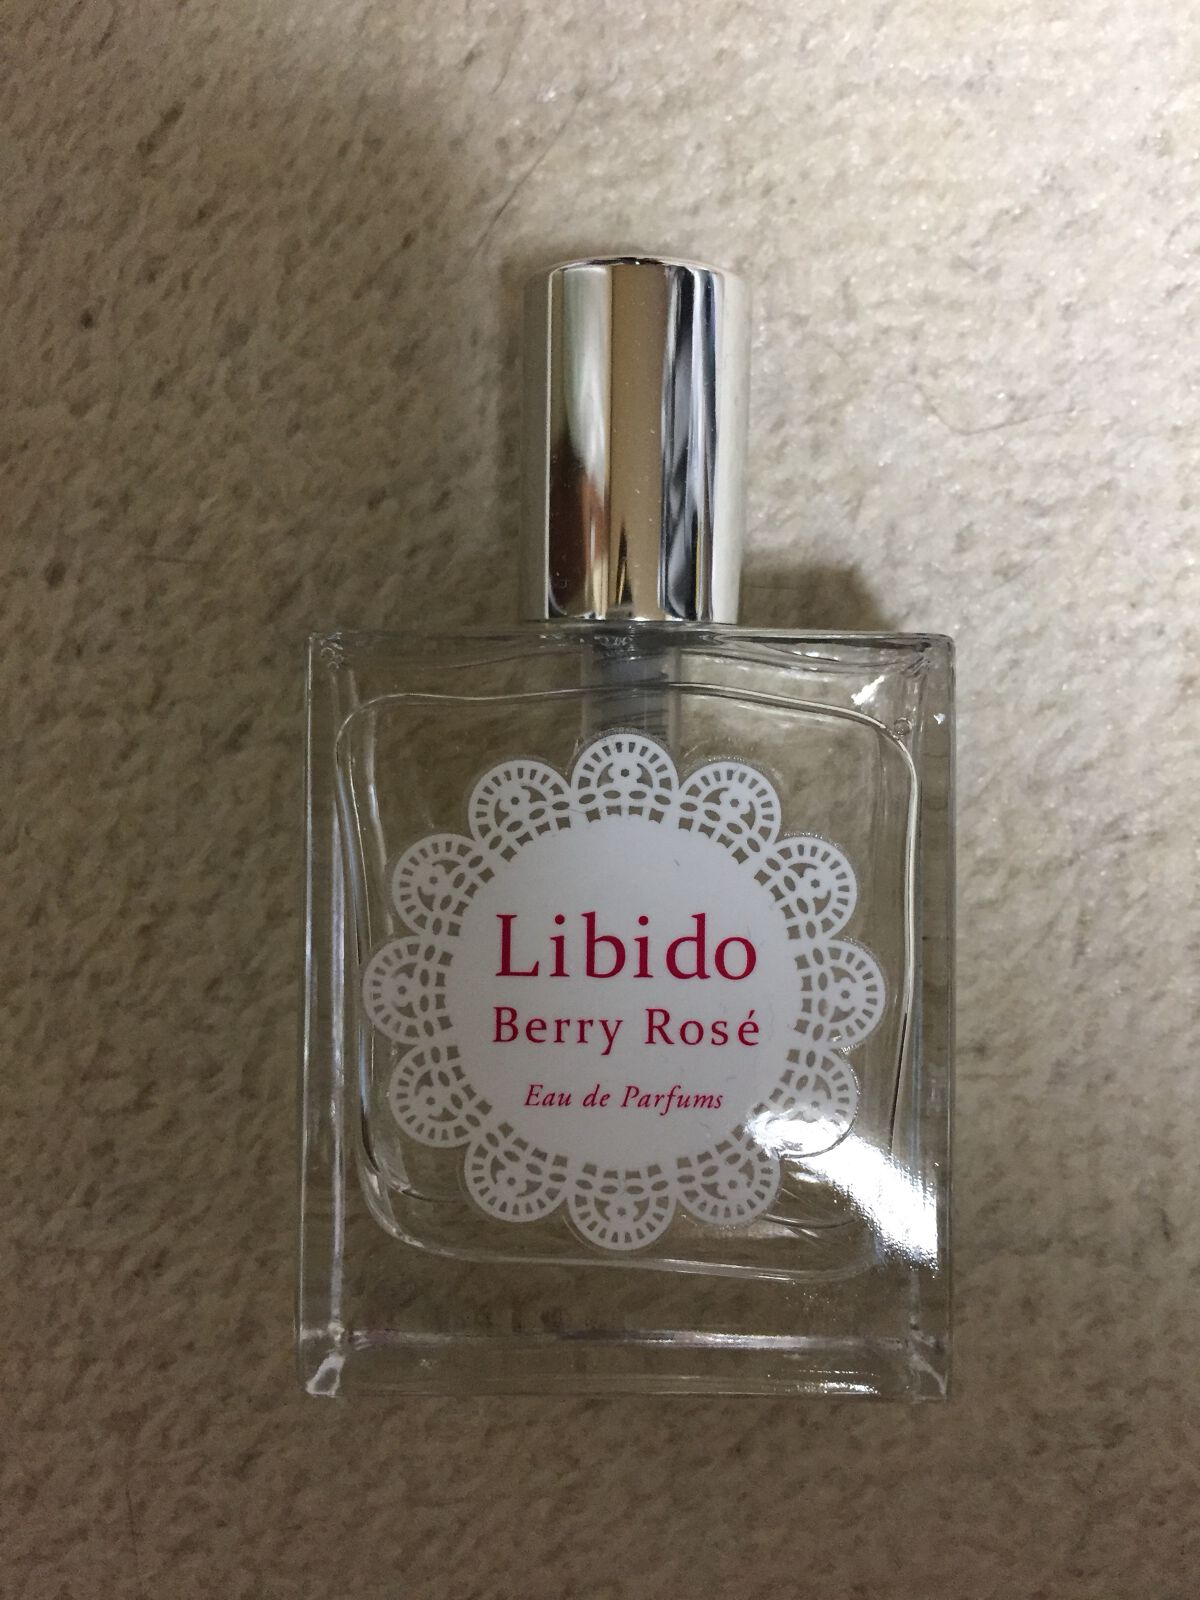 Libido
Berry Rosé
Eau de Parfums